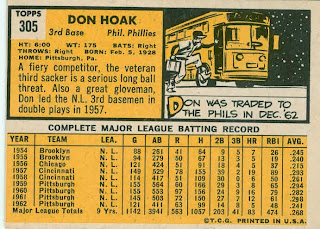 TOPPS
305
DON HOAK
3rd Base Phil. Phillies
HT: 6:00 WT: 175 BATS: Right
THROWS: Right BORN: Feb. 5, 1928
HOME: Pittsburgh, Pa.
A fiery competitor, the veteran
third sacker is a serious long ball
threat. Also a great gloveman,
Don led the N.L. 3rd basemen in
double plays in 1957.
DON WAS TRADED TO
THE PHILS IN DEC. '62
COMPLETE MAJOR LEAGUE BATTING RECORD
YEAR TEAM LEA. G AB R H 2B 3B HR RBI AVG.
1954 Brooklyn N. L. 88 261 41 64 9 5 7 26 .245
1955 Brooklyn N. L. 94 279 50 67 13 3 5 19 .240
1956 Chicago N. L. 121 424 51 91 18 4 5 37 .215
1957 Cincinnati N. L. 149 529 78 155 39 2 19 89 .293
1958 Cincinnati N. L. 114 417 51 109 30 0 6 50 .261
1959 Pittsburgh N. L. 155 564 60 166 29 3 8 65 .294
1960 Pittsburgh N. L. 155 553 97 156 24 9 16 79 .282
1961 Pittsburgh N. L. 145 503 72 150 27 7 12 61 .298
1962 Pittsburgh N. L. 121 411 63 99 14 8 5 48 .241
Major League Totals 9 Yrs. 1142 3941 563 .268
© T. C. G. PRINTED IN U. S. A.